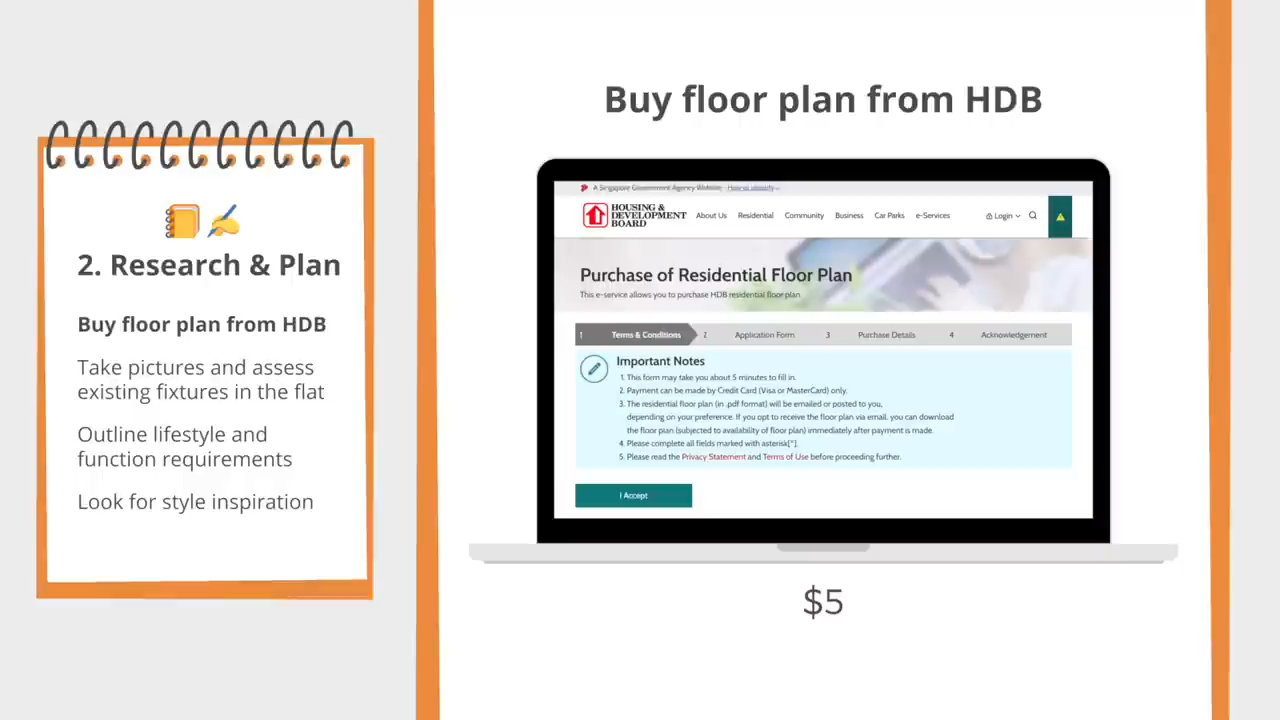 2. Research & Plan
Buy floor plan from HDB
Take pictures and assess
existing fixtures in the flat
Outline lifestyle and
function requirements
Look for style inspiration
Buy floor plan from HDB
A Singapore Government Agency Website How to identify
HOUSING &
DEVELOPMENT
BOARD
About Us Residential Community Business Car Parks e-Services Login
Purchase of Residential Floor Plan
This e-service allows you to purchase HDB residential floor plan.
1 Terms & Conditions 2 Application Form 3 Purchase Details 4 Acknowledgement
Important Notes
1. This form may take you about 5 minutes to fill in.
2. Payment can be made by Credit Card (Visa or MasterCard) only.
3. The residential floor plan (in .pdf format) will be emailed or posted to you,
depending on your preference. If you opt to receive the floor plan via email, you can download
the floor plan (subjected to availability of floor plan) immediately after payment is made.
4. Please complete all fields marked with asterisk[*].
5. Please read the Privacy Statement and Terms of Use before proceeding further.
I Accept
$5